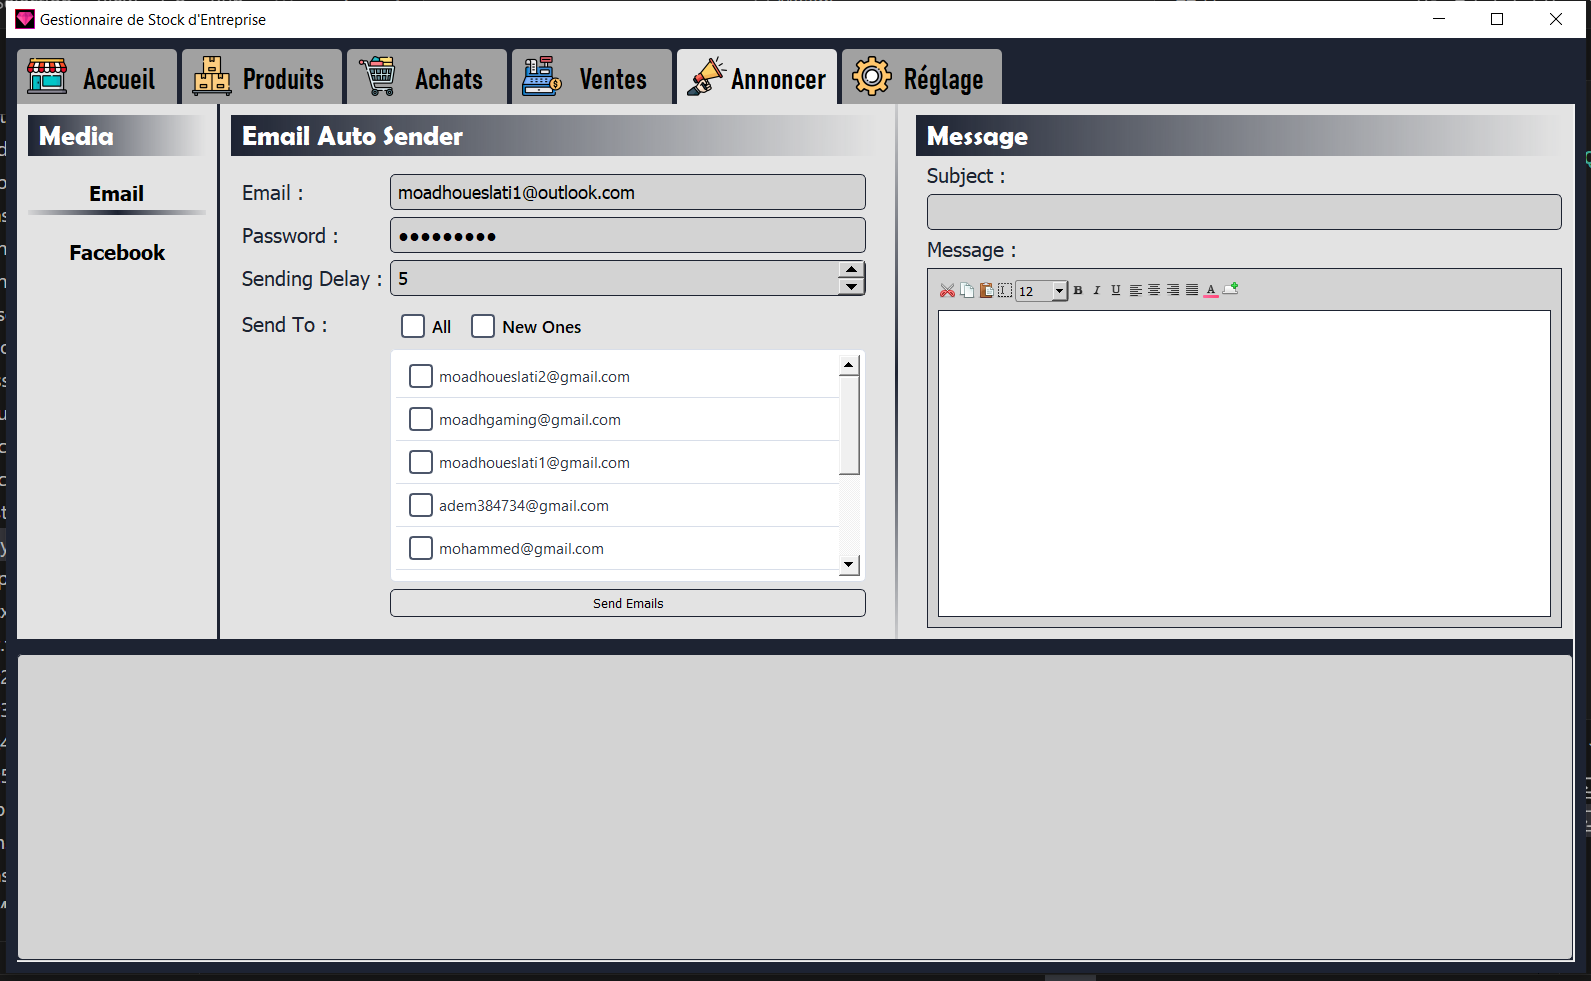 Gestionnaire de Stock d'Entreprise
Accueil
Produits
Achats
Ventes
Annoncer
Réglage
Media
Email
Facebook
Email Auto Sender
Email :
moadhoueslati1@outlook.com
Password :
●●●●●●●●●
Sending Delay :
5
Send To :
All
New Ones
moadhoueslati2@gmail.com
moadhgaming@gmail.com
moadhoueslati1@gmail.com
adem384734@gmail.com
mohammed@gmail.com
Send Emails
Message
Subject :
Message :
12
B I U
A